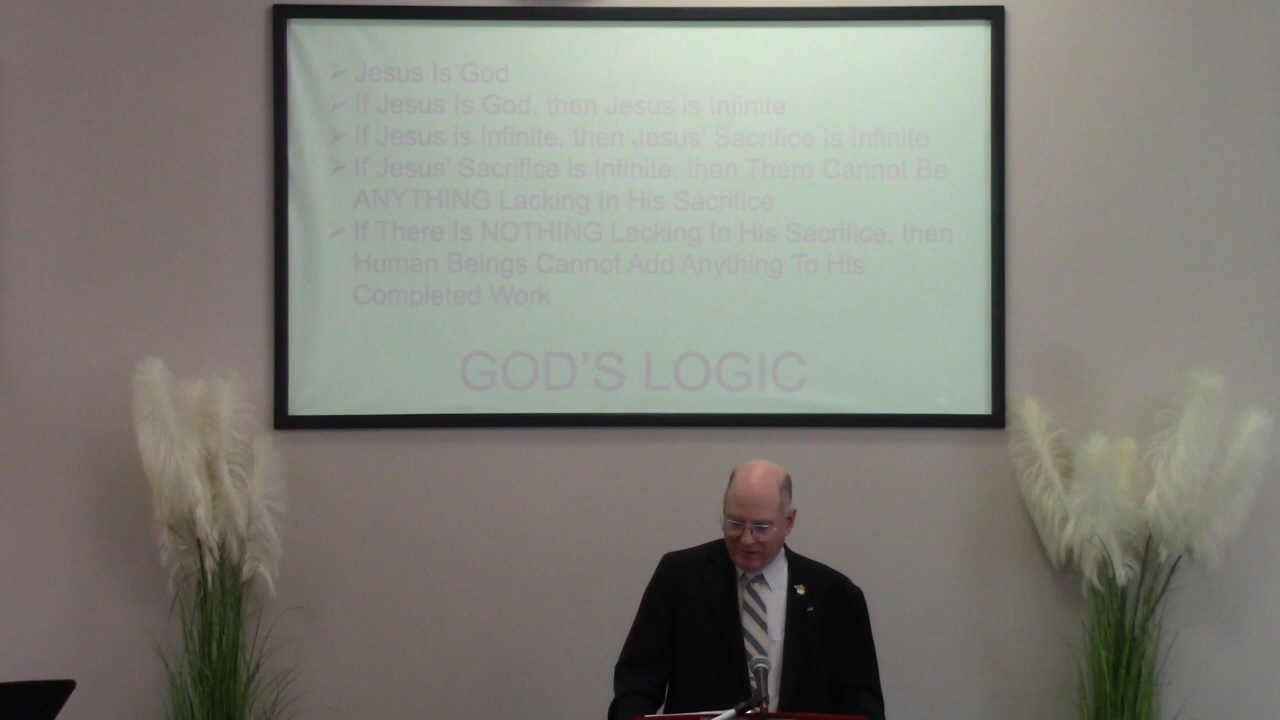 ➢ Jesus Is God
➢ If Jesus Is God, then Jesus is Infinite
➢ If Jesus is Infinite, then Jesus' Sacrifice is Infinite
➢ If Jesus' Sacrifice is Infinite, then There Cannot Be
ANYTHING Lacking In His Sacrifice
➢ If There Is NOTHING Lacking In His Sacrifice, then
Human Beings Cannot Add Anything To His
Completed Work
GOD'S LOGIC